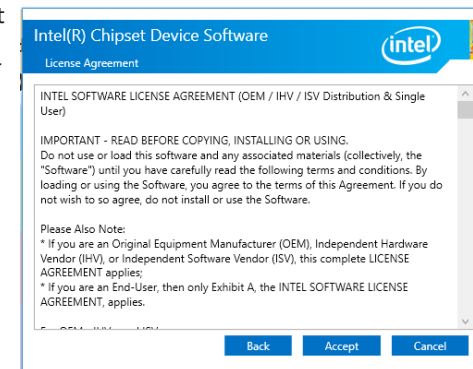 t
Intel(R) Chipset Device Software
(intel)
License Agreement
INTEL SOFTWARE LICENSE AGREEMENT (OEM / IHV / ISV Distribution & Single
User)
IMPORTANT - READ BEFORE COPYING, INSTALLING OR USING.
Do not use or load this software and any associated materials (collectively, the
"Software") until you have carefully read the following terms and conditions. By
loading or using the Software, you agree to the terms of this Agreement. If you do
not wish to so agree, do not install or use the Software.
Please Also Note:
* If you are an Original Equipment Manufacturer (OEM), Independent Hardware
Vendor (IHV), or Independent Software Vendor (ISV), this complete LICENSE
AGREEMENT applies;
* If you are an End-User, then only Exhibit A, the INTEL SOFTWARE LICENSE
AGREEMENT, applies.
Back Accept Cancel